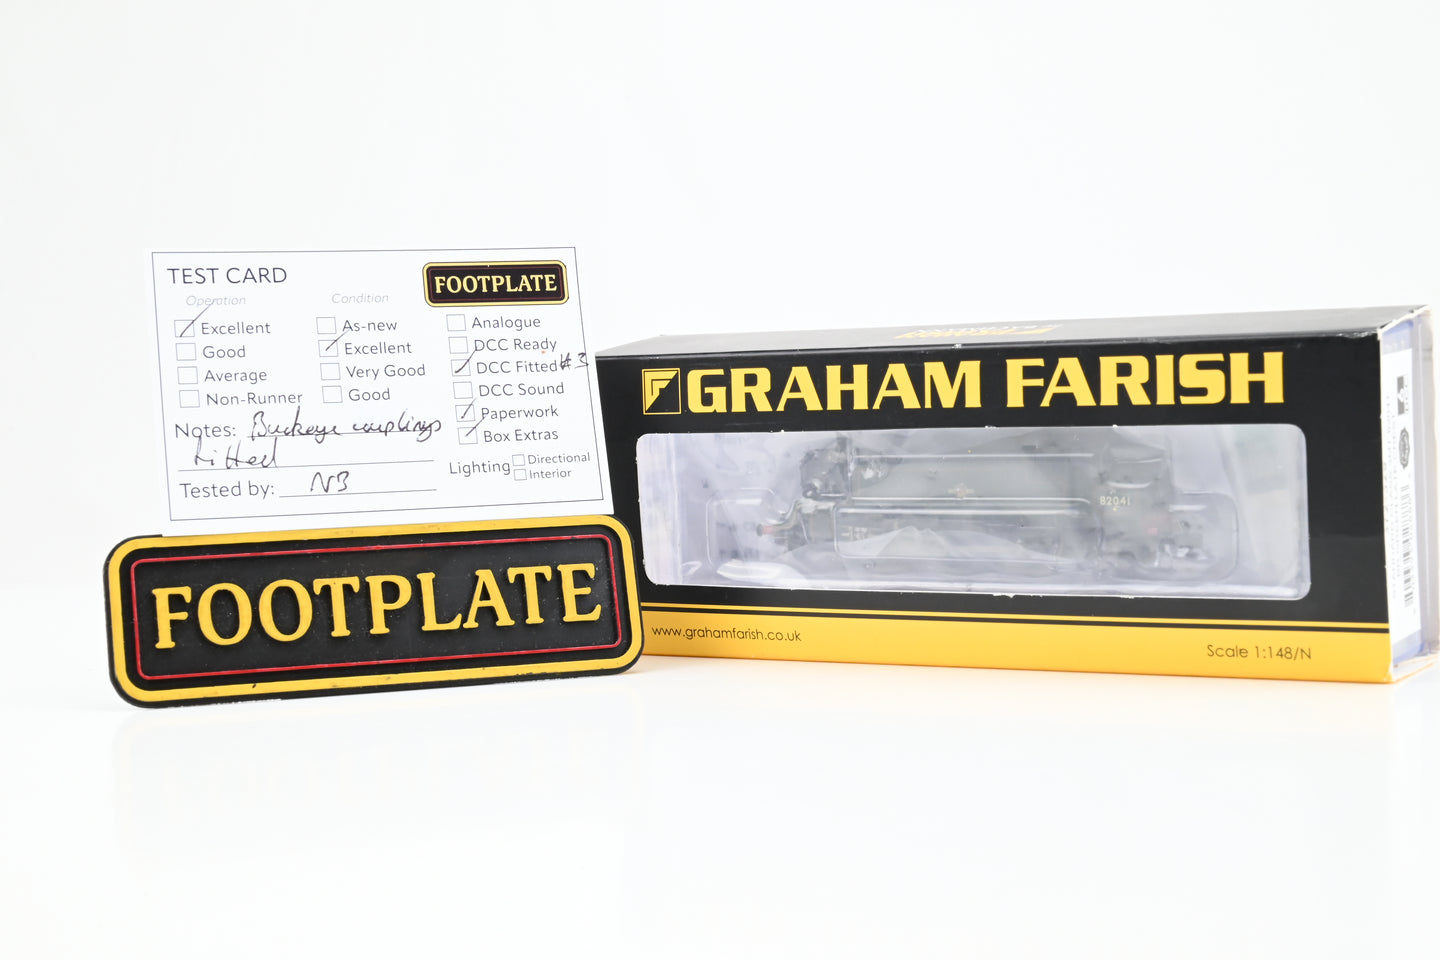 TEST CARD
FOOTPLATE
Operation
Excellent
Good
Average
Non-Runner
Condition
As-new
Excellent
Very Good
Good
Analogue
DCC Ready
DCC Fitted #3
DCC Sound
Paperwork
Box Extras
Notes: Buckeye couplings
fitted
Lighting
Directional
Interior
Tested by: NB
FOOTPLATE
GRAHAM FARISH
82041
www.grahamfarish.co.uk
Scale 1:148/N